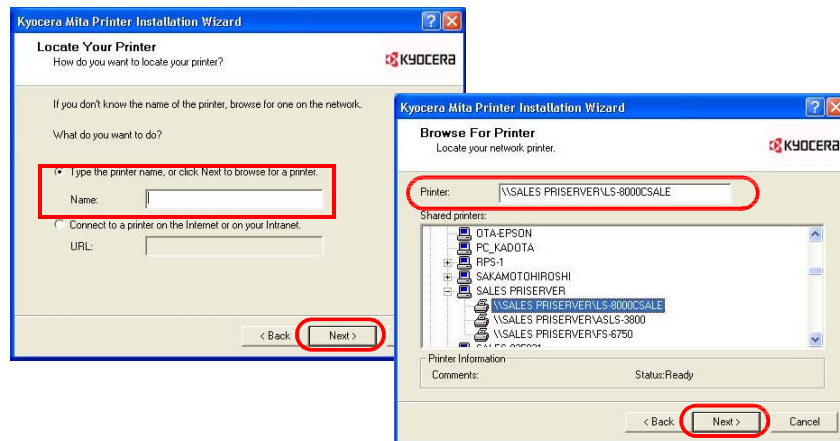 Kyocera Mita Printer Installation Wizard
Locate Your Printer
How do you want to locate your printer?
KYOCERA
If you don't know the name of the printer, browse for one on the network.
What do you want to do?
Type the printer name, or click Next to browse for a printer.
Name:
Connect to a printer on the Internet or on your Intranet.
URL:
< Back
Next >
Kyocera Mita Printer Installation Wizard
Browse For Printer
Locate your network printer.
KYOCERA
Printer: \\SALES PRISERVER\LS-8000CSALE
Shared printers:
OTA-EPSON
PC_KADOTA
RPS-1
SAKAMOTOHIROSHI
SALES PRISERVER
\\SALES PRISERVER\LS-8000CSALE
\\SALES PRISERVER\ASLS-3800
\\SALES PRISERVER\FS-6750
Printer Information
Comments: Status:Ready
< Back
Next >
Cancel